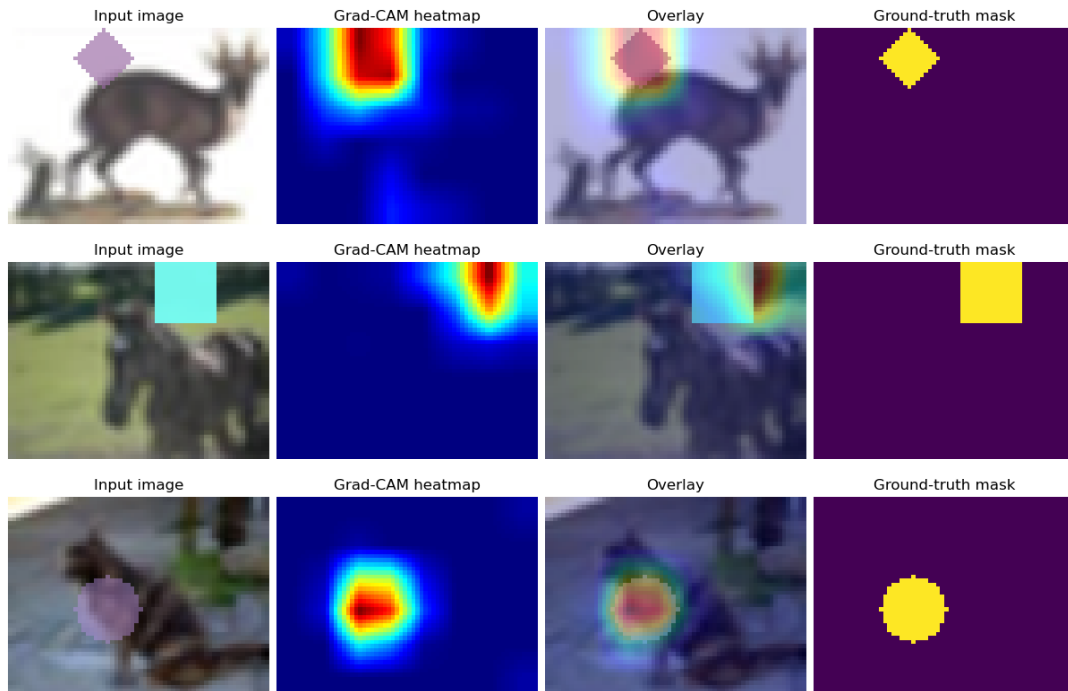 Input image
Grad-CAM heatmap
Overlay
Ground-truth mask
Input image
Grad-CAM heatmap
Overlay
Ground-truth mask
Input image
Grad-CAM heatmap
Overlay
Ground-truth mask